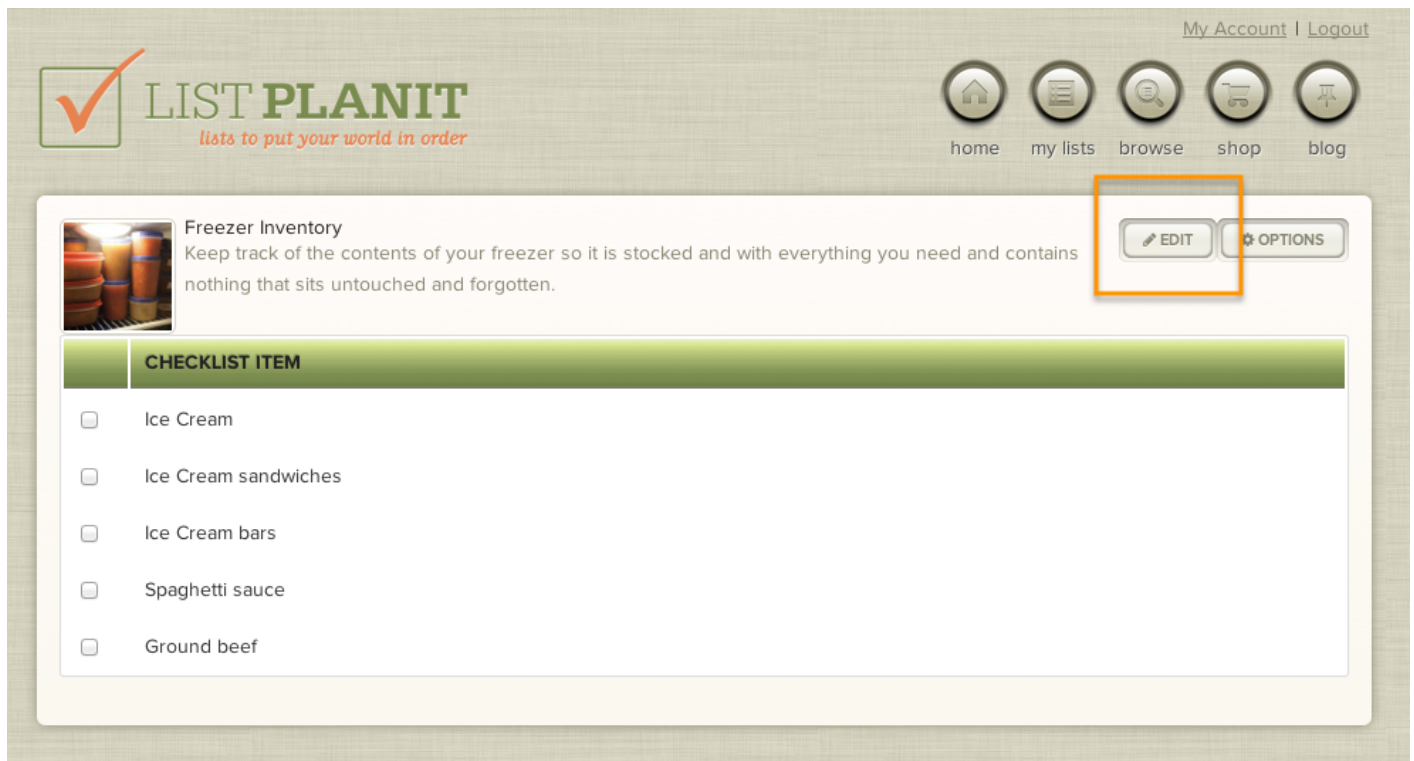 My Account | Logout
LIST PLANIT
lists to put your world in order
home my lists browse shop blog
Freezer Inventory
Keep track of the contents of your freezer so it is stocked and with everything you need and contains
nothing that sits untouched and forgotten.
EDIT OPTIONS
CHECKLIST ITEM
Ice Cream
Ice Cream sandwiches
Ice Cream bars
Spaghetti sauce
Ground beef